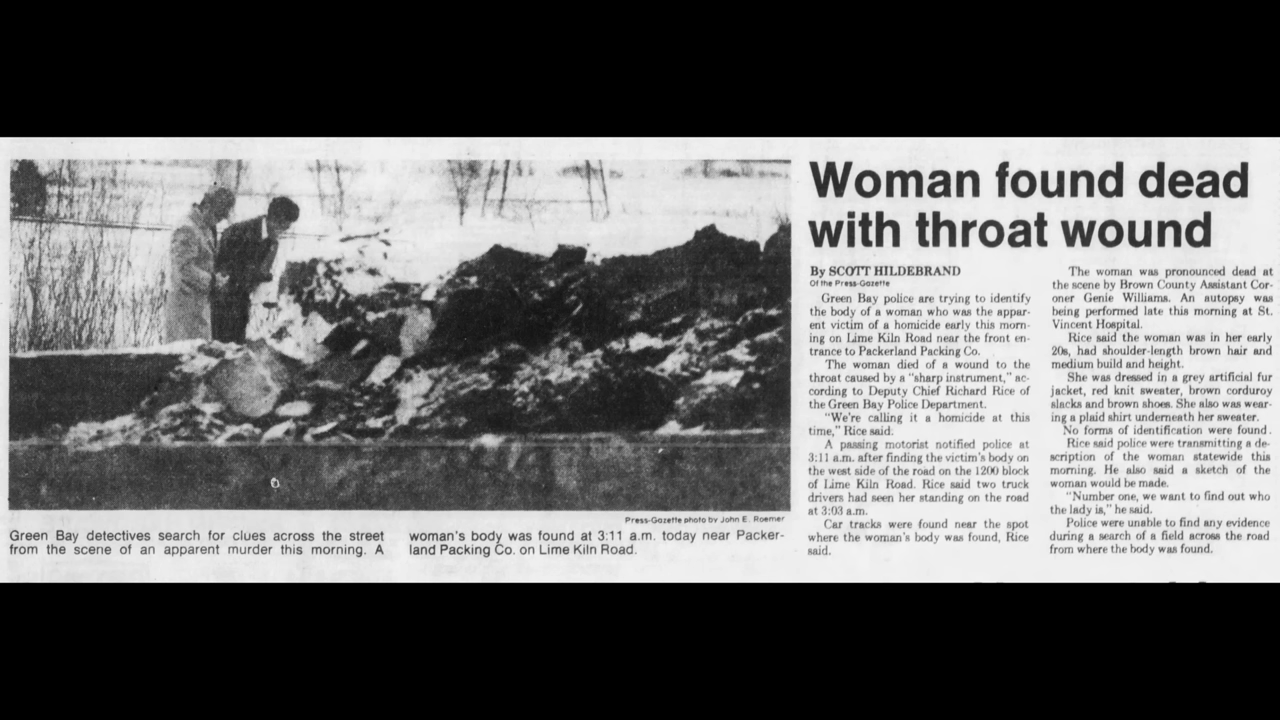 Woman found dead
with throat wound
By SCOTT HILDEBRAND
Of the Press-Gazette
Green Bay police are trying to identify
the body of a woman who was the appar-
ent victim of a homicide early this morn-
ing on Lime Kiln Road near the front en-
trance to Packerland Packing Co.
The woman died of a wound to the
throat caused by a "sharp instrument," ac-
cording to Deputy Chief Richard Rice of
the Green Bay Police Department.
"We're calling it a homicide at this
time," Rice said.
A passing motorist notified police at
3:11 a.m. after finding the victim's body on
the west side of the road on the 1200 block
of Lime Kiln Road. Rice said two truck
drivers had seen her standing on the road
at 3:03 a.m.
Car tracks were found near the spot
where the woman's body was found, Rice
said.
The woman was pronounced dead at
the scene by Brown County Assistant Cor-
oner Genie Williams. An autopsy was
being performed late this morning at St.
Vincent Hospital.
Rice said the woman was in her early
20s, had shoulder-length brown hair and
medium build and height.
She was dressed in a grey artificial fur
jacket, red knit sweater, brown corduroy
slacks and brown shoes. She also was wear-
ing a plaid shirt underneath her sweater.
No forms of identification were found.
Rice said police were transmitting a de-
scription of the woman statewide this
morning. He also said a sketch of the
woman would be made.
"Number one, we want to find out who
the lady is," he said.
Police were unable to find any evidence
during a search of a field across the road
from where the body was found.
Press-Gazette photo by John E. Roemer
Green Bay detectives search for clues across the street
from the scene of an apparent murder this morning. A
woman's body was found at 3:11 a.m. today near Packer-
land Packing Co. on Lime Kiln Road.